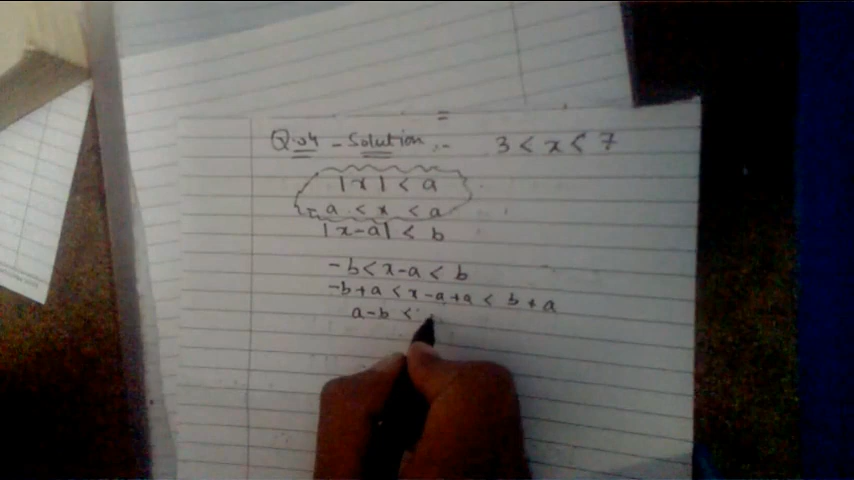 =
Q.04 - Solution :- 3 < x < 7
|x| < a
-a < x < a
|x-a| < b
-b < x-a < b
-b+a < x-a+a < b+a
a-b <